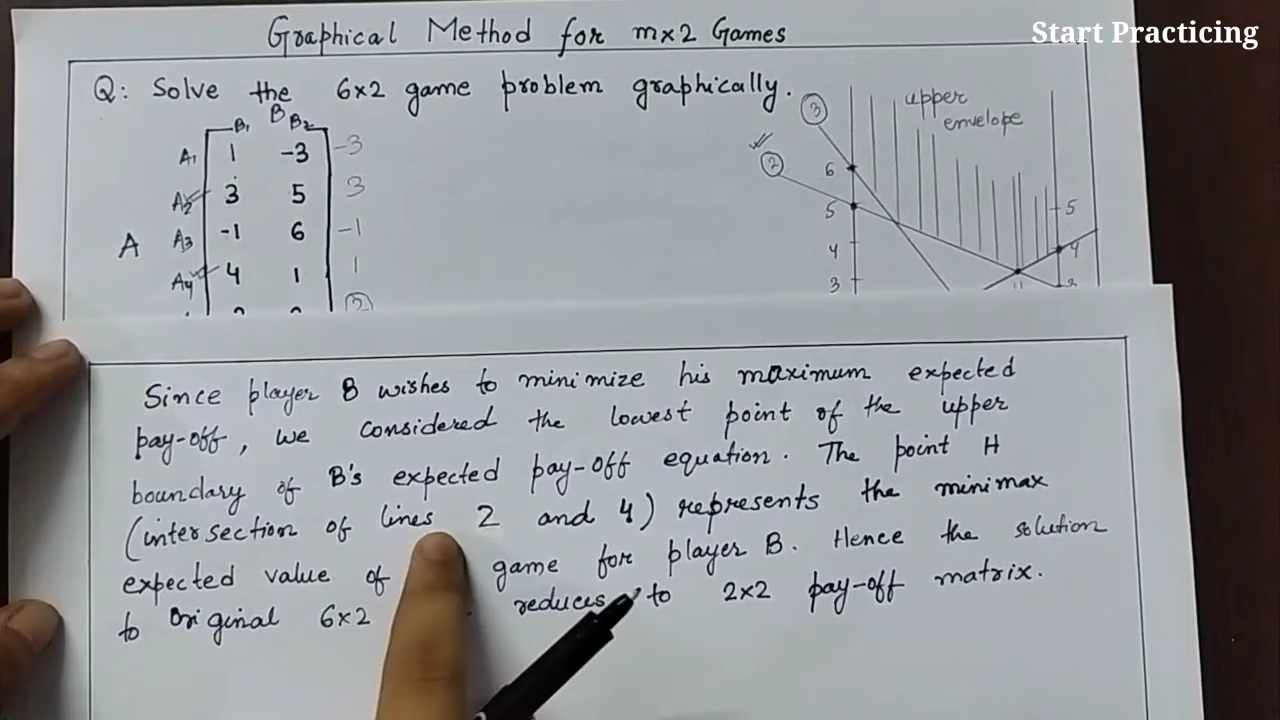 Graphical Method for m×2 Games
Start Practicing
Q: Solve the 6×2 game problem graphically.
B
B₁ B₂
A₁ 1 -3 -3
A₂ 3 5 3
A A₃ -1 6 -1
A₄ 4 1 1
upper
envelope
3
2
6
5
4
3
5
4
H
Since player B wishes to minimize his maximum expected
pay-off, we considered the lowest point of the upper
boundary of B's expected pay-off equation. The point H
(intersection of lines 2 and 4) represents the minimax
expected value of game for player B. Hence the solution
to original 6×2 reduces to 2×2 pay-off matrix.